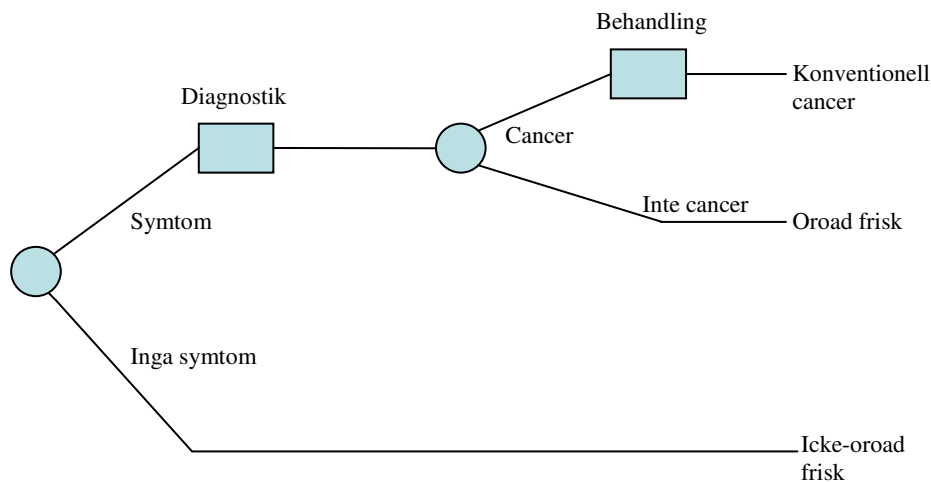 Behandling
Konventionell
cancer
Diagnostik
Cancer
Inte cancer
Oroad frisk
Symtom
Inga symtom
Icke-oroad
frisk